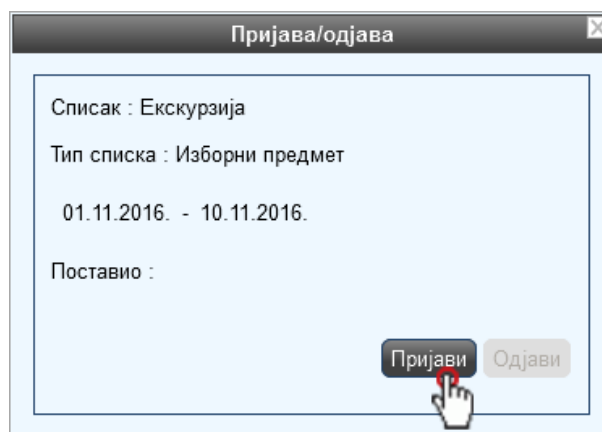 Пријава/одјава
Списак : Екскурзија
Тип списка : Изборни предмет
01.11.2016. - 10.11.2016.
Поставио :
Пријави Одјави